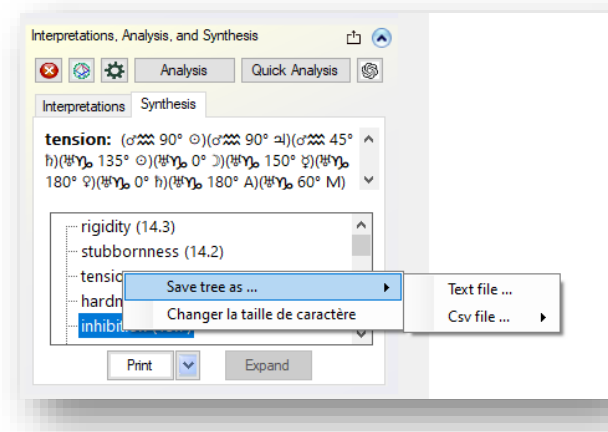 Interpretations, Analysis, and Synthesis
Analysis Quick Analysis
Interpretations Synthesis
tension: (♂♒ 90° ☉)(♂♒ 90° ♃)(♂♒ 45°
♄)(♅♑ 135° ☉)(♅♑ 0° ☽)(♅♑ 150° ☿)(♅♑
180° ♀)(♅♑ 0° ♄)(♅♑ 180° A)(♅♑ 60° M)
rigidity (14.3)
stubbornness (14.2)
Save tree as ...
Text file ...
Changer la taille de caractère
Csv file ...
Print Expand